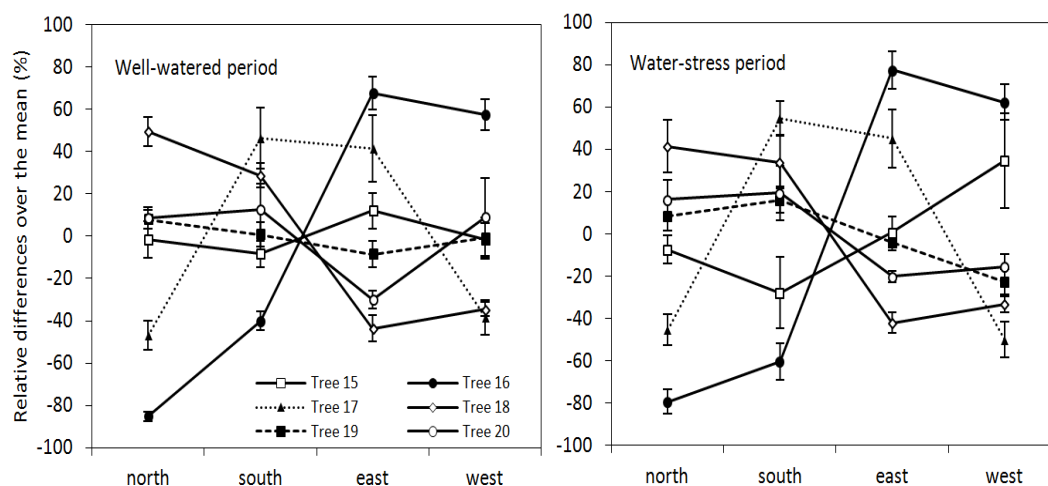 Relative differences over the mean (%)
100
80
60
40
20
0
-20
-40
-60
-80
-100
Well-watered period
Tree 15
Tree 16
Tree 17
Tree 18
Tree 19
Tree 20
north south east west
100
80
60
40
20
0
-20
-40
-60
-80
-100
Water-stress period
north south east west